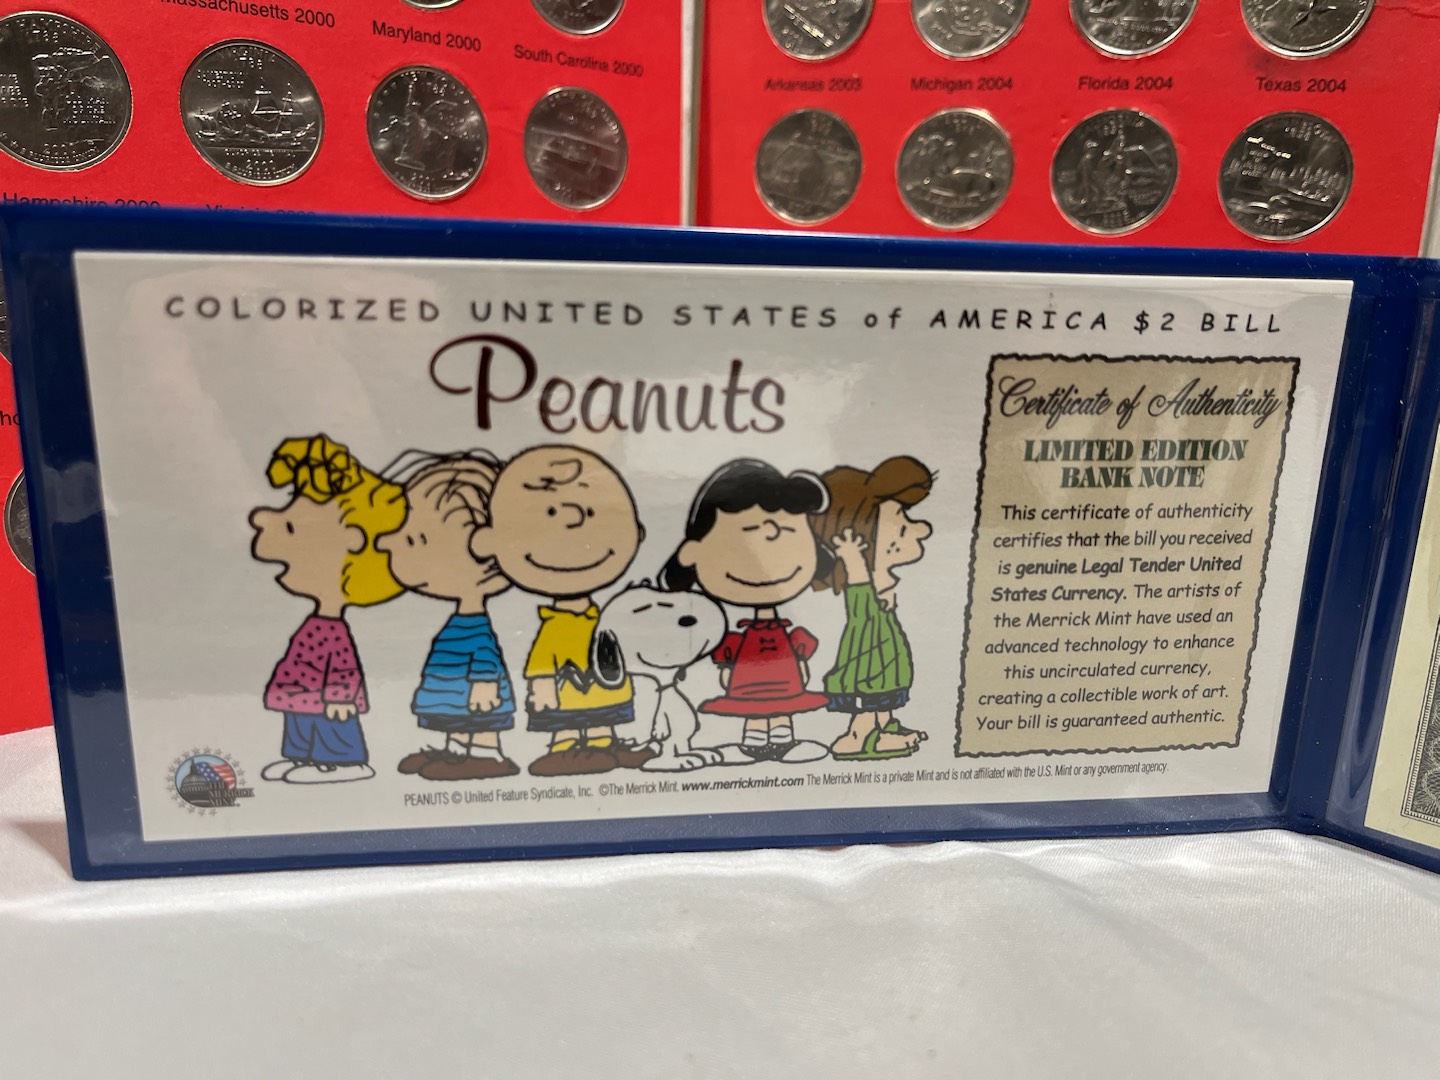 Massachusetts 2000
Maryland 2000
South Carolina 2000
Arkansas 2003
Michigan 2004
Florida 2004
Texas 2004
Hampshire 2000
COLORIZED UNITED STATES of AMERICA $2 BILL
Peanuts
Certificate of Authenticity
LIMITED EDITION
BANK NOTE
This certificate of authenticity
certifies that the bill you received
is genuine Legal Tender United
States Currency. The artists of
the Merrick Mint have used an
advanced technology to enhance
this uncirculated currency,
creating a collectible work of art.
Your bill is guaranteed authentic.
PEANUTS © United Feature Syndicate, Inc. ©The Merrick Mint. www.merrickmint.com The Merrick Mint is a private Mint and is not affiliated with the U.S. Mint or any government agency.